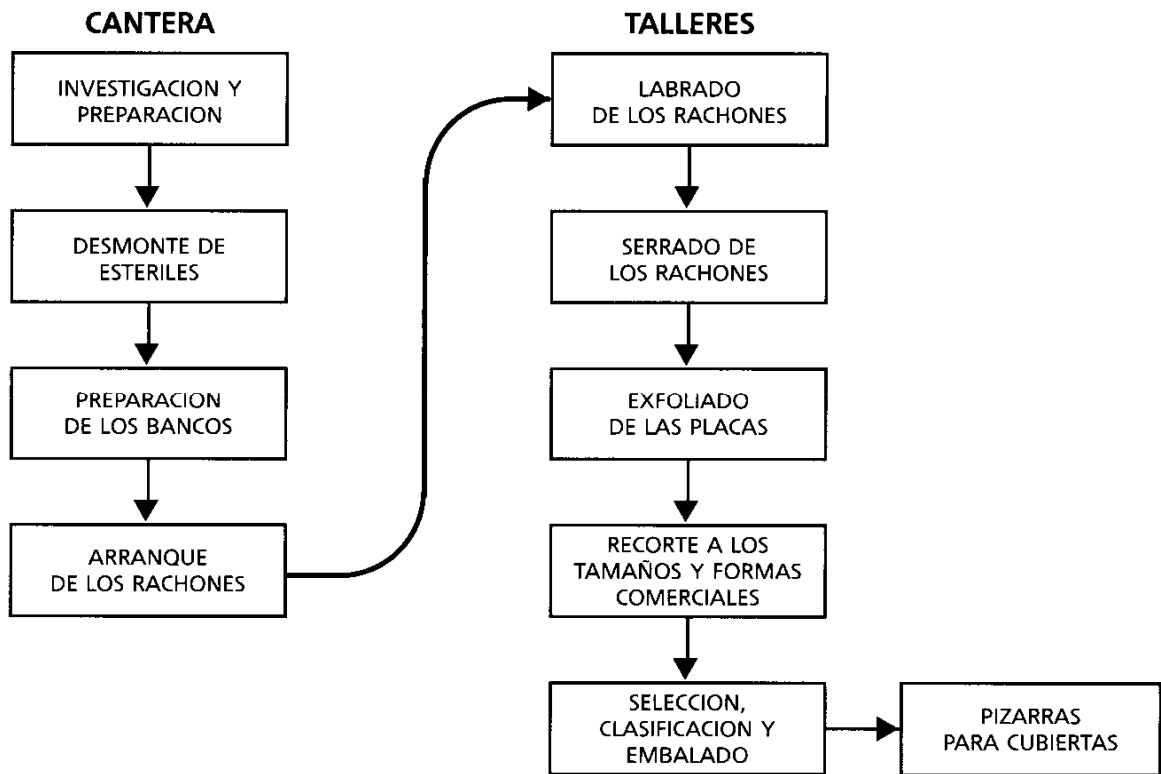 CANTERA
INVESTIGACION Y
PREPARACION
DESMONTE DE
ESTERILES
PREPARACION
DE LOS BANCOS
ARRANQUE
DE LOS RACHONES
TALLERES
LABRADO
DE LOS RACHONES
SERRADO DE
LOS RACHONES
EXFOLIADO
DE LAS PLACAS
RECORTE A LOS
TAMAÑOS Y FORMAS
COMERCIALES
SELECCION,
CLASIFICACION Y
EMBALADO
PIZARRAS
PARA CUBIERTAS